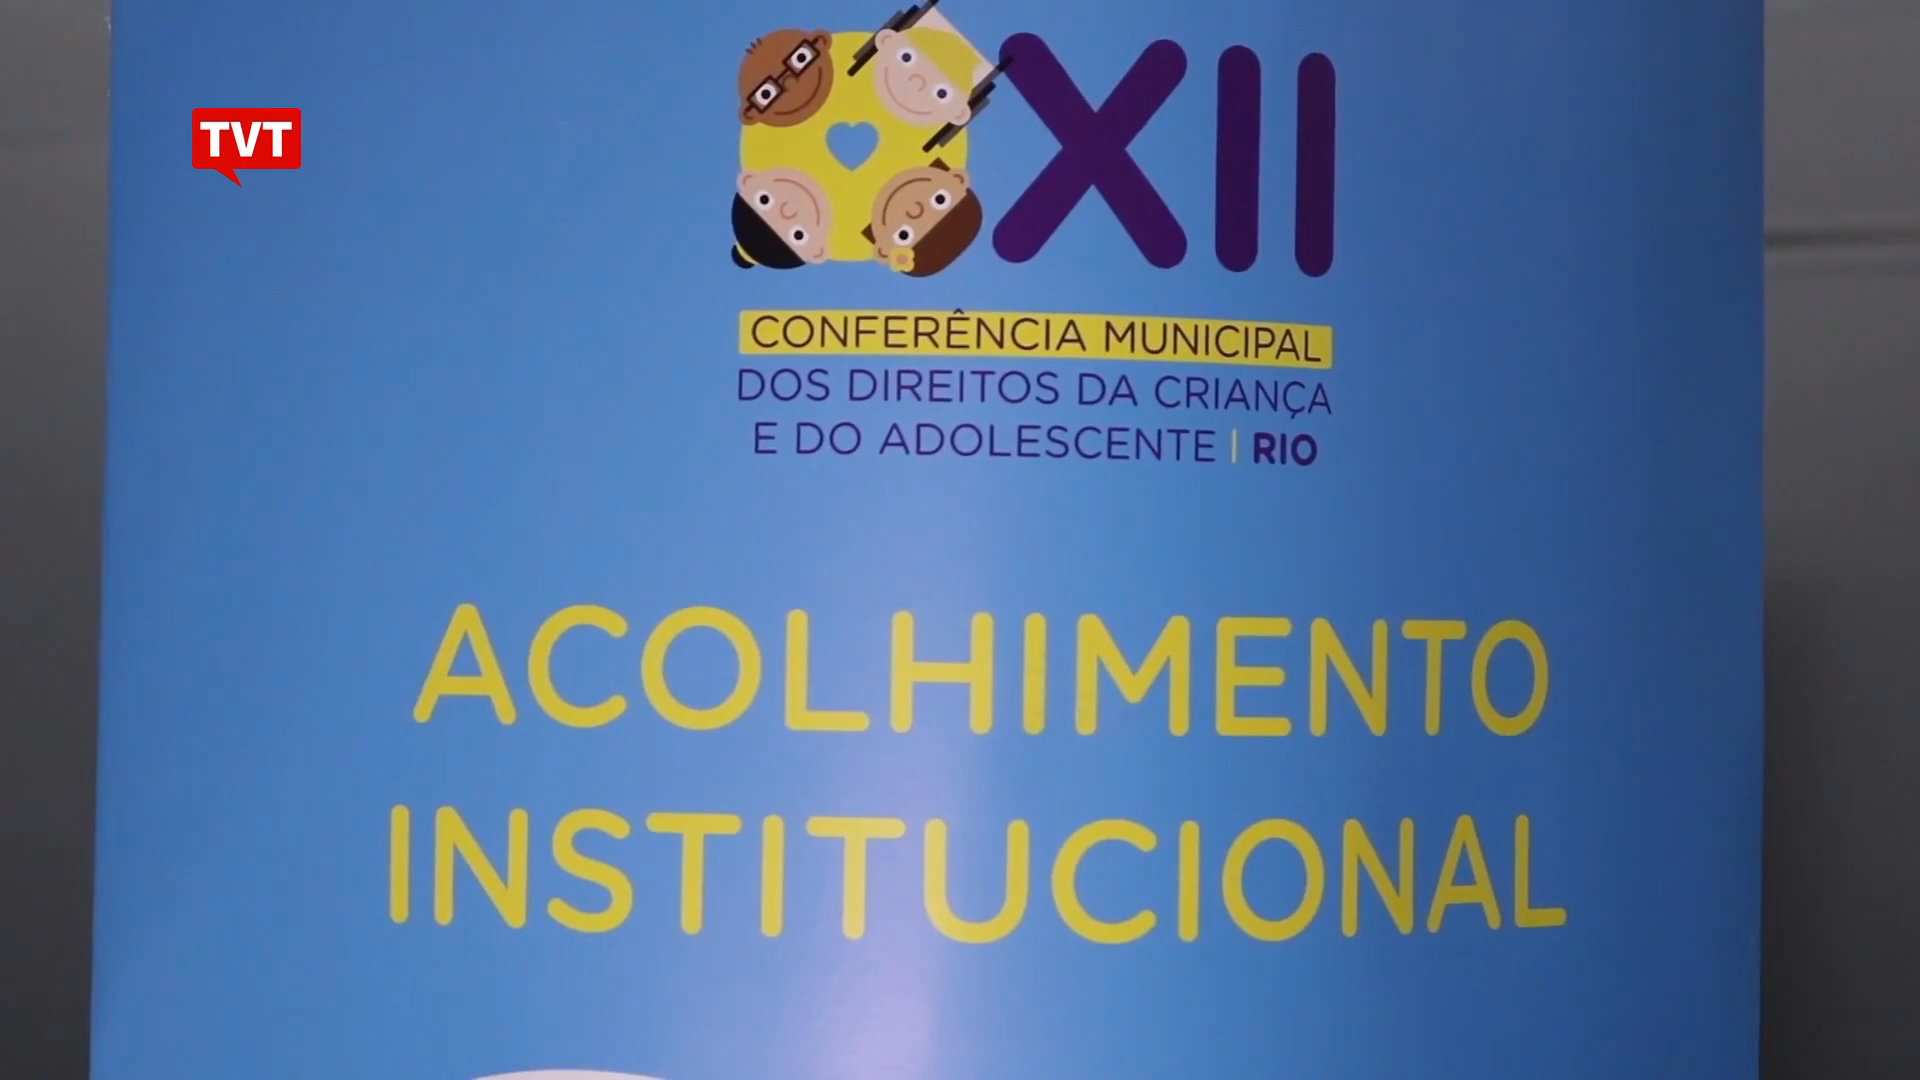 TVT
XII
CONFERÊNCIA MUNICIPAL
DOS DIREITOS DA CRIANÇA
E DO ADOLESCENTE | RIO
ACOLHIMENTO
INSTITUCIONAL